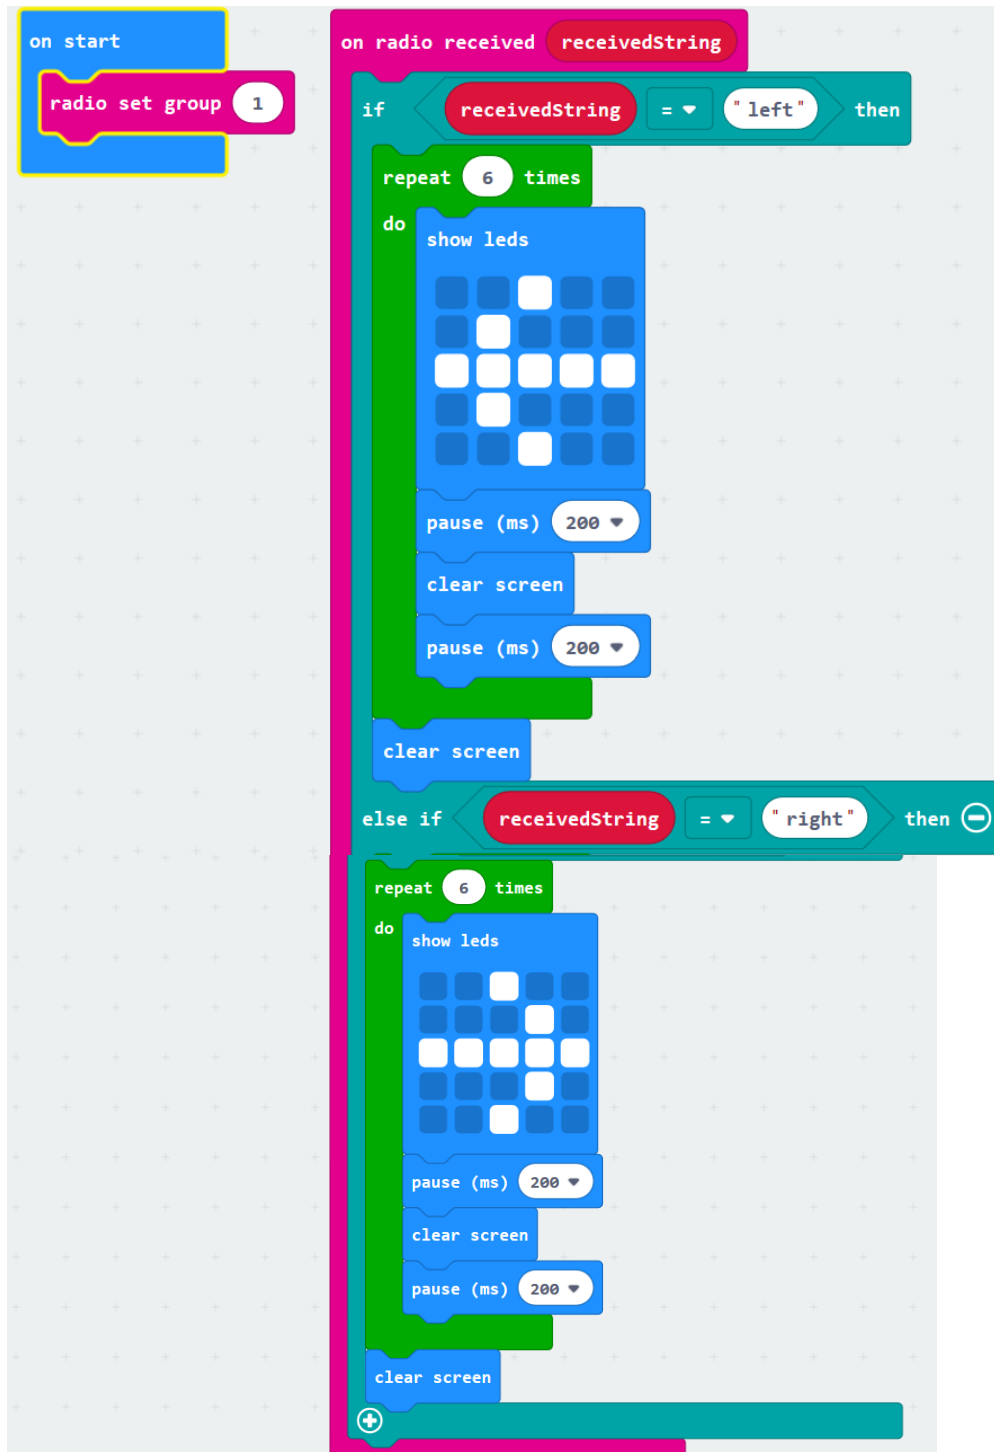 on start
radio set group 1
on radio received receivedString
if receivedString = "left" then
repeat 6 times
do
show leds
pause (ms) 200
clear screen
pause (ms) 200
clear screen
else if receivedString = "right" then
repeat 6 times
do
show leds
pause (ms) 200
clear screen
pause (ms) 200
clear screen